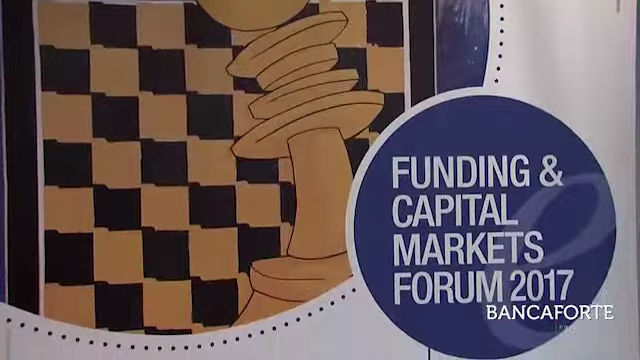 FUNDING &
CAPITAL
MARKETS
FORUM 2017
BANCAFORTE